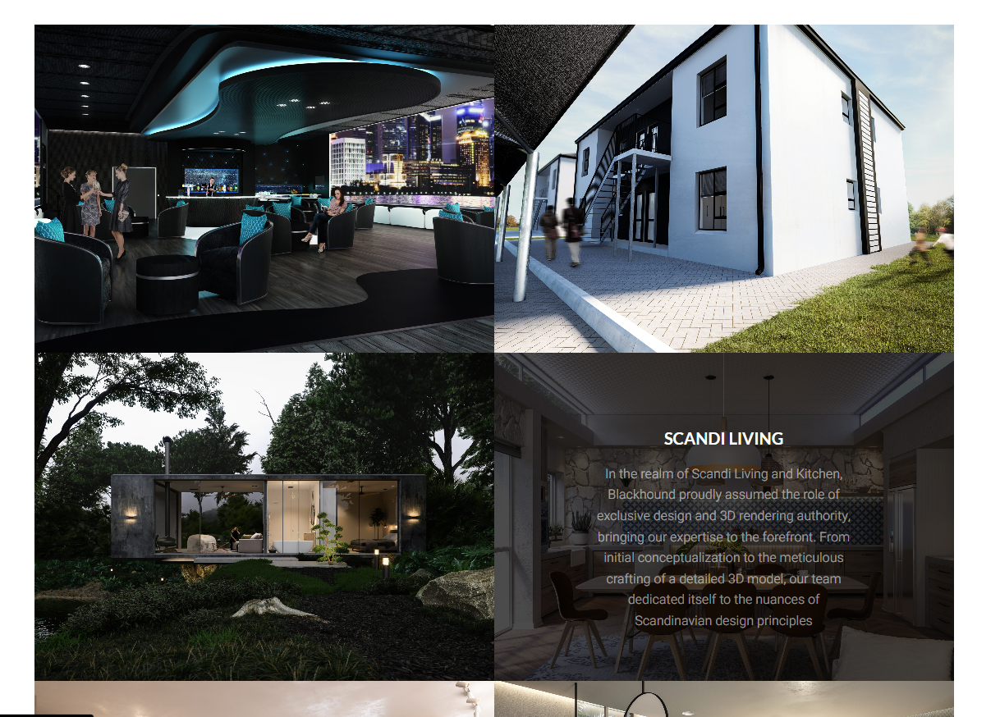 SCANDI LIVING
In the realm of Scandi Living and Kitchen,
Blackhound proudly assumed the role of
exclusive design and 3D rendering authority,
bringing our expertise to the forefront. From
initial conceptualization to the meticulous
crafting of a detailed 3D model, our team
dedicated itself to the nuances of
Scandinavian design principles